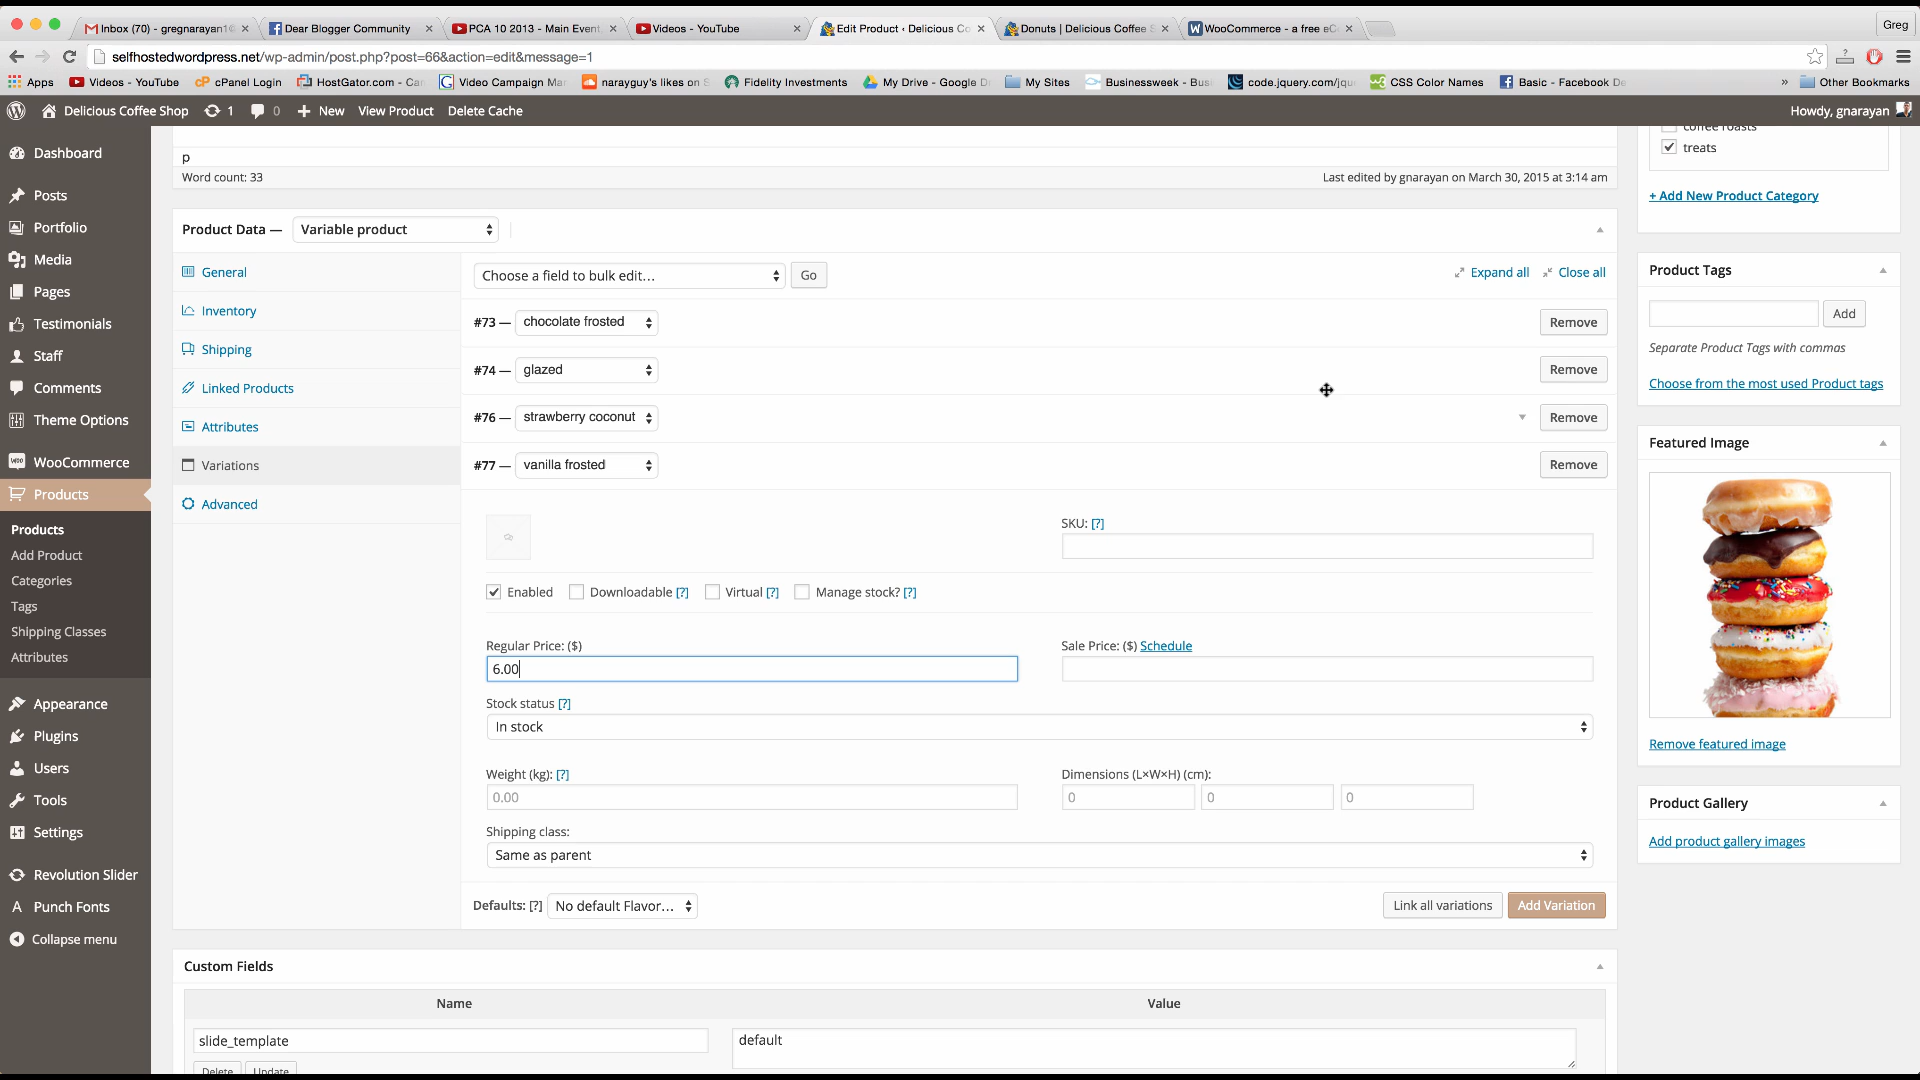 Inbox (70) - gregnarayan1@
Dear Blogger Community
PCA 10 2013 - Main Event
Videos - YouTube
Edit Product ‹ Delicious Co
Donuts | Delicious Coffee S
WooCommerce - a free eC
Greg
selfhostedwordpress.net/wp-admin/post.php?post=66&action=edit&message=1
Apps
Videos - YouTube
cPanel Login
HostGator.com - Con
Video Campaign Man
narayguy's likes on S
Fidelity Investments
My Drive - Google D
My Sites
Businessweek - Busi
code.jquery.com/jqu
CSS Color Names
Basic - Facebook De
»
Other Bookmarks
Delicious Coffee Shop
1
0
+ New
View Product
Delete Cache
Howdy, gnarayan
Dashboard
Posts
Portfolio
Media
Pages
Testimonials
Staff
Comments
Theme Options
WooCommerce
Products
Products
Add Product
Categories
Tags
Shipping Classes
Attributes
Appearance
Plugins
Users
Tools
Settings
Revolution Slider
Punch Fonts
Collapse menu
p
Word count: 33
Last edited by gnarayan on March 30, 2015 at 3:14 am
Product Data —
Variable product
General
Inventory
Shipping
Linked Products
Attributes
Variations
Advanced
Choose a field to bulk edit...
Go
Expand all
Close all
#73 — chocolate frosted
Remove
#74 — glazed
Remove
#76 — strawberry coconut
Remove
#77 — vanilla frosted
Remove
SKU: [?]
Enabled
Downloadable [?]
Virtual [?]
Manage stock? [?]
Regular Price: ($)
6.00
Sale Price: ($) Schedule
Stock status [?]
In stock
Weight (kg): [?]
0.00
Dimensions (L×W×H) (cm):
0
0
0
Shipping class:
Same as parent
Defaults: [?]
No default Flavor...
Link all variations
Add Variation
Custom Fields
Name
Value
slide_template
default
Delete
Update
coffee roasts
treats
+ Add New Product Category
Product Tags
Add
Separate Product Tags with commas
Choose from the most used Product tags
Featured Image
Remove featured image
Product Gallery
Add product gallery images